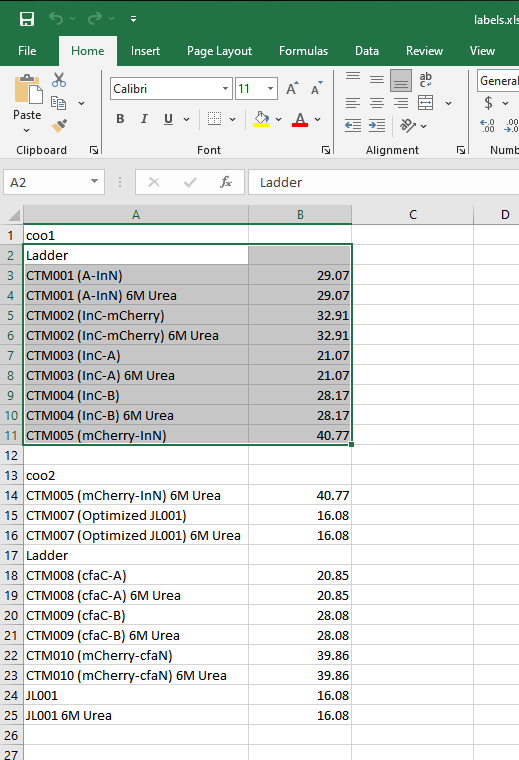 labels.xls
File Home Insert Page Layout Formulas Data Review View
Calibri 11 A A ab c General
Paste B I U A $
.00 .00
Clipboard Font Alignment Numb
A2 fx Ladder
A B C D
1 coo1
2 Ladder
3 CTM001 (A-InN) 29.07
4 CTM001 (A-InN) 6M Urea 29.07
5 CTM002 (InC-mCherry) 32.91
6 CTM002 (InC-mCherry) 6M Urea 32.91
7 CTM003 (InC-A) 21.07
8 CTM003 (InC-A) 6M Urea 21.07
9 CTM004 (InC-B) 28.17
10 CTM004 (InC-B) 6M Urea 28.17
11 CTM005 (mCherry-InN) 40.77
12
13 coo2
14 CTM005 (mCherry-InN) 6M Urea 40.77
15 CTM007 (Optimized JL001) 16.08
16 CTM007 (Optimized JL001) 6M Urea 16.08
17 Ladder
18 CTM008 (cfaC-A) 20.85
19 CTM008 (cfaC-A) 6M Urea 20.85
20 CTM009 (cfaC-B) 28.08
21 CTM009 (cfaC-B) 6M Urea 28.08
22 CTM010 (mCherry-cfaN) 39.86
23 CTM010 (mCherry-cfaN) 6M Urea 39.86
24 JL001 16.08
25 JL001 6M Urea 16.08
26
27